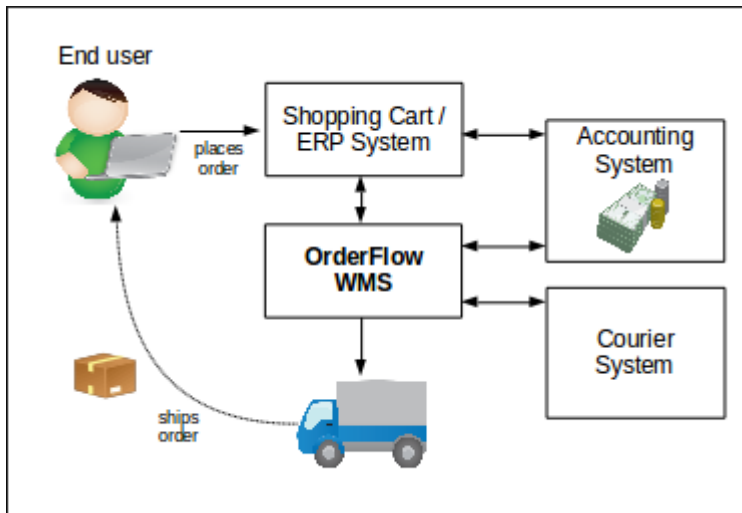 End user
places
order
Shopping Cart /
ERP System
Accounting
System
OrderFlow
WMS
Courier
System
ships
order